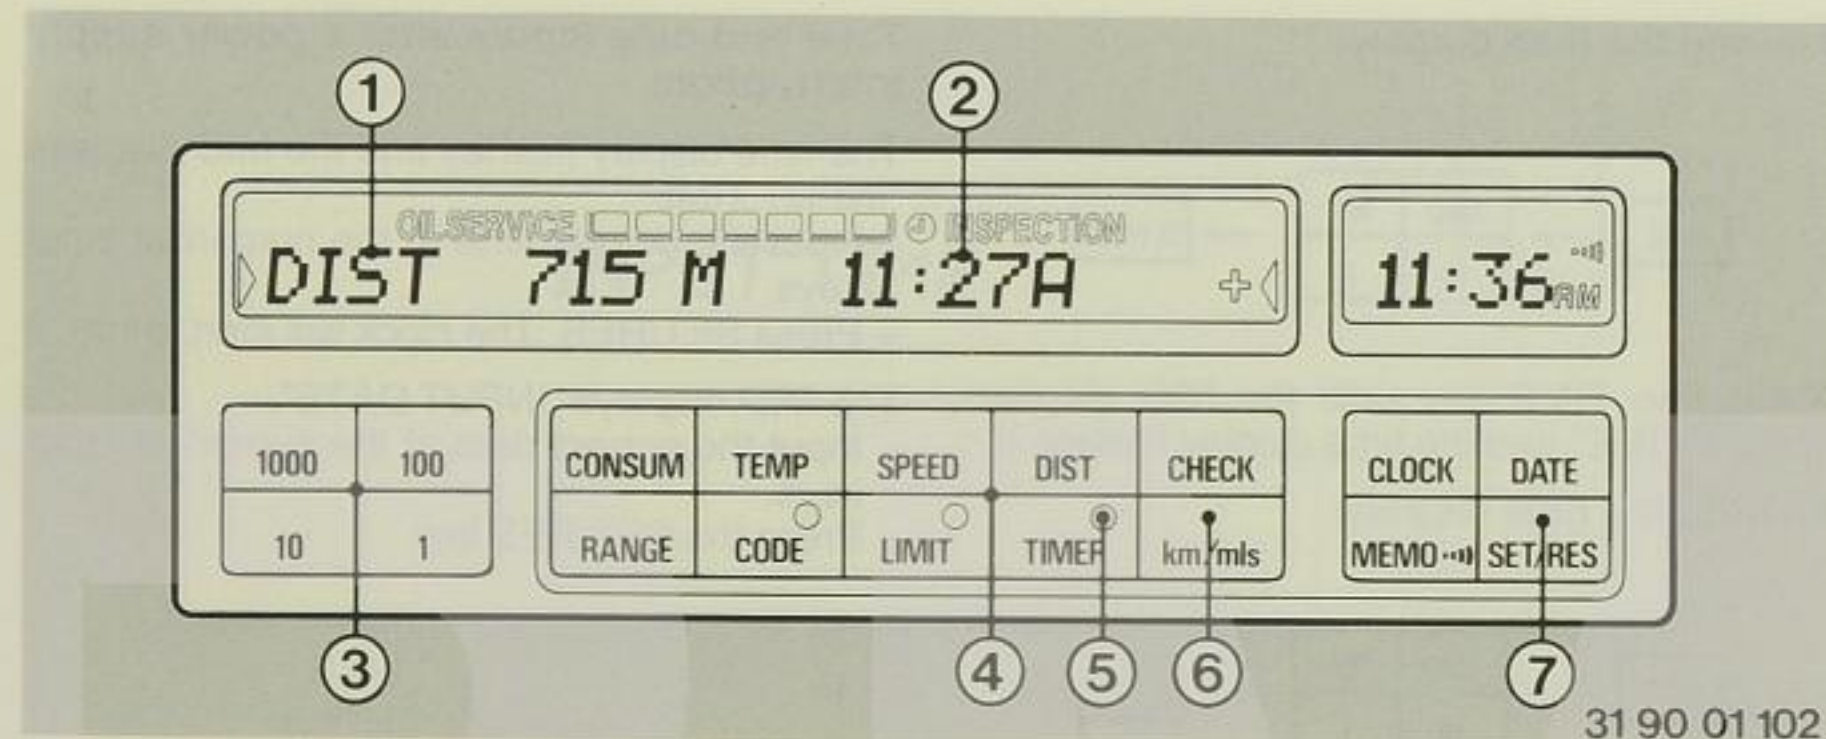 1 2
OILSERVICE INSPECTION
DIST 715 M 11:27A + 11:36 AM
1000 100 CONSUM TEMP SPEED DIST CHECK CLOCK DATE
10 1 RANGE CODE LIMIT TIMER km/mls MEMO SET/RES
3 4 5 6 7
31 90 01 102